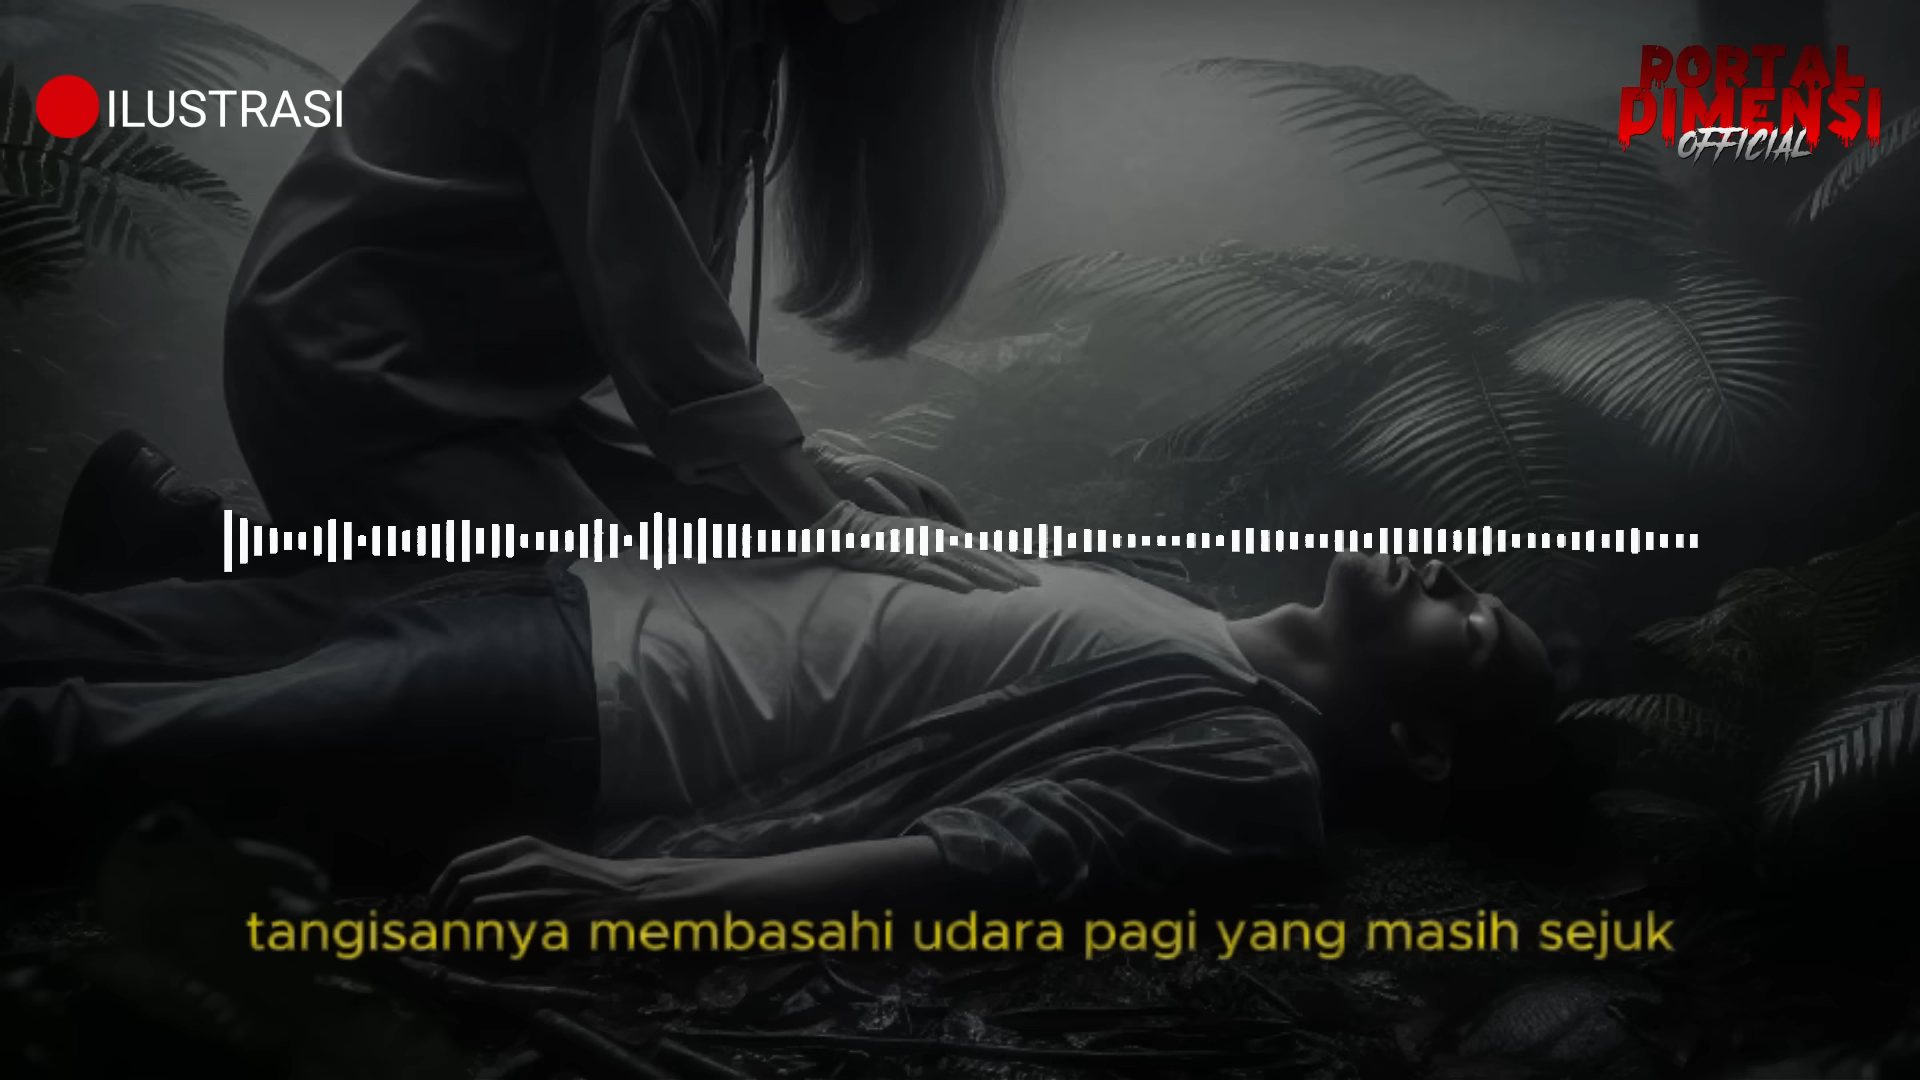 ILUSTRASI
PORTAL
DIMENSI
OFFICIAL
tangisannya membasahi udara pagi yang masih sejuk